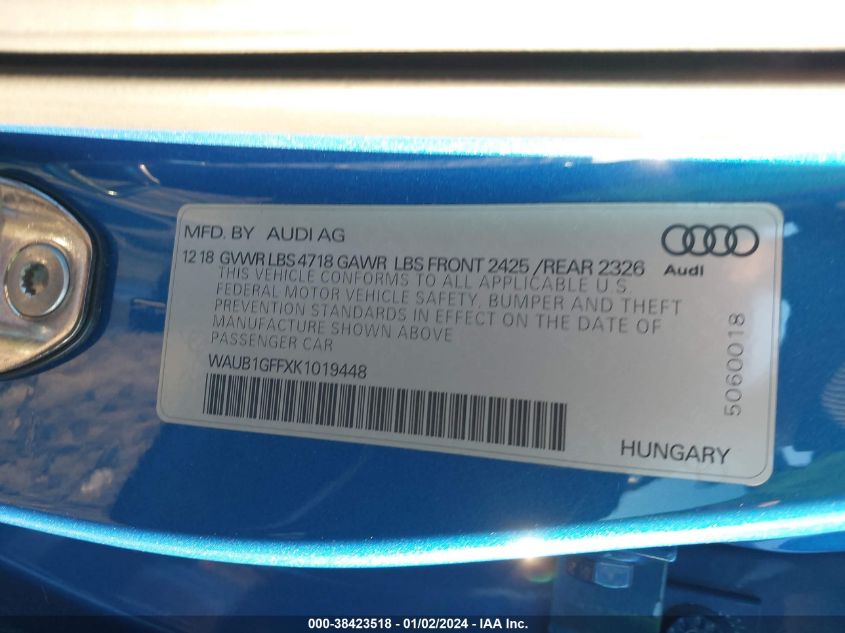 MFD. BY AUDI AG
12 18 GVWR LBS 4718 GAWR LBS FRONT 2425 /REAR 2326
THIS VEHICLE CONFORMS TO ALL APPLICABLE U.S.
FEDERAL MOTOR VEHICLE SAFETY, BUMPER AND THEFT
PREVENTION STANDARDS IN EFFECT ON THE DATE OF
MANUFACTURE SHOWN ABOVE
PASSENGER CAR
WAUB1GFFXK1019448
Audi
5060018
HUNGARY
000-38423518 - 01/02/2024 - IAA Inc.